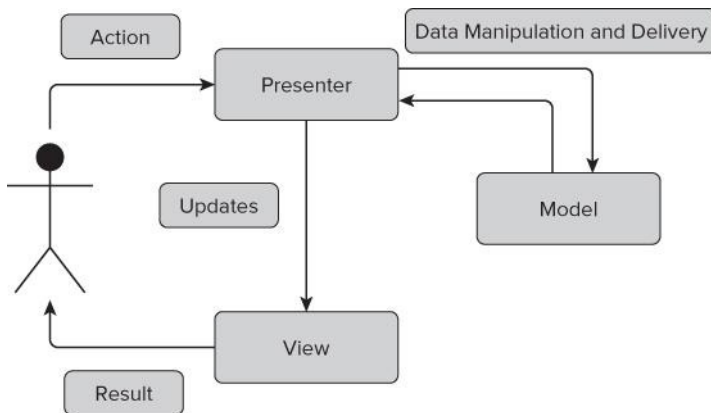 Action
Data Manipulation and Delivery
Presenter
Updates
Model
View
Result